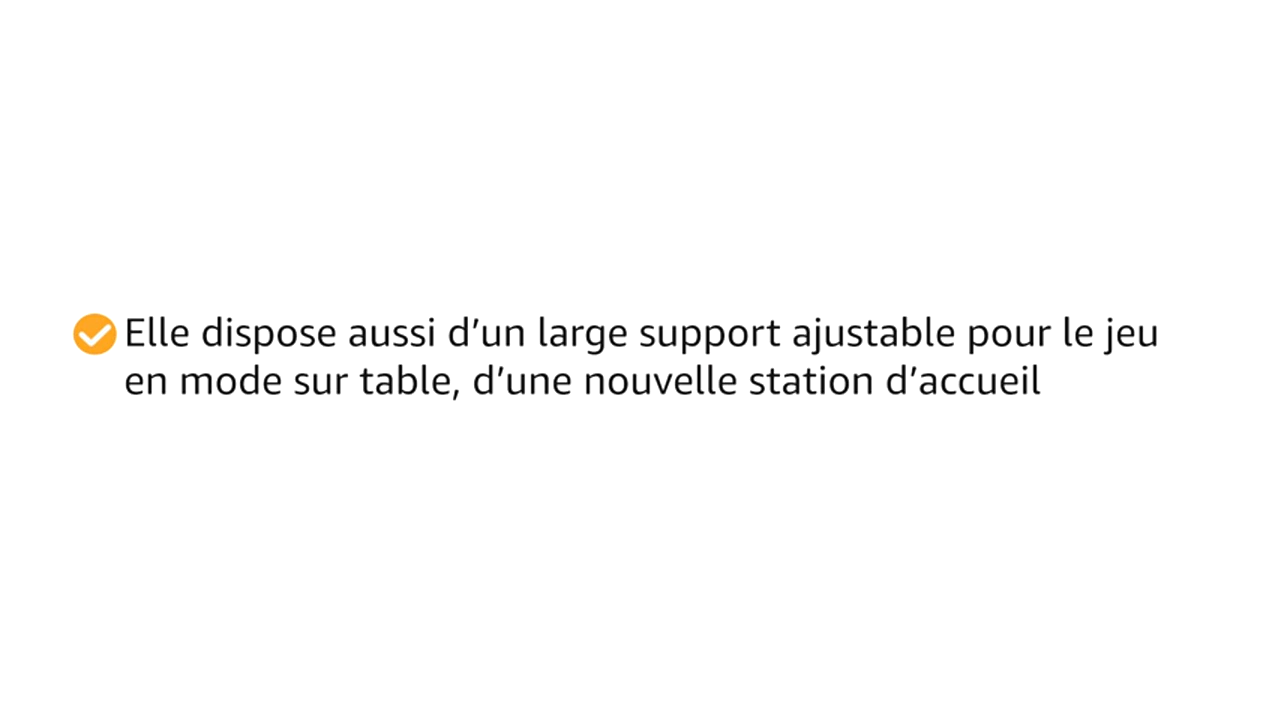 Elle dispose aussi d’un large support ajustable pour le jeu
en mode sur table, d’une nouvelle station d’accueil